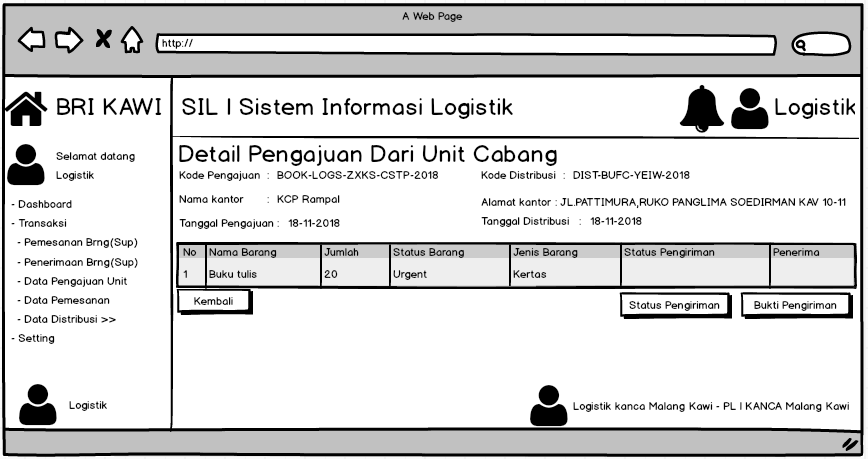 A Web Page
http://
BRI KAWI
SIL | Sistem Informasi Logistik
Logistik
Selamat datang
Logistik
- Dashboard
- Transaksi
- Pemesanan Brng(Sup)
- Penerimaan Brng(Sup)
- Data Pengajuan Unit
- Data Pemesanan
- Data Distribusi >>
- Setting
Logistik
Detail Pengajuan Dari Unit Cabang
Kode Pengajuan : BOOK-LOGS-ZXKS-CSTP-2018 Kode Distribusi : DIST-BUFC-YEIW-2018
Nama kantor : KCP Rampal Alamat kantor : JL.PATTIMURA,RUKO PANGLIMA SOEDIRMAN KAV 10-11
Tanggal Pengajuan : 18-11-2018 Tanggal Distribusi : 18-11-2018
No Nama Barang Jumlah Status Barang Jenis Barang Status Pengiriman Penerima
1 Buku tulis 20 Urgent Kertas
Kembali Status Pengiriman Bukti Pengiriman
Logistik kanca Malang Kawi - PL | KANCA Malang Kawi